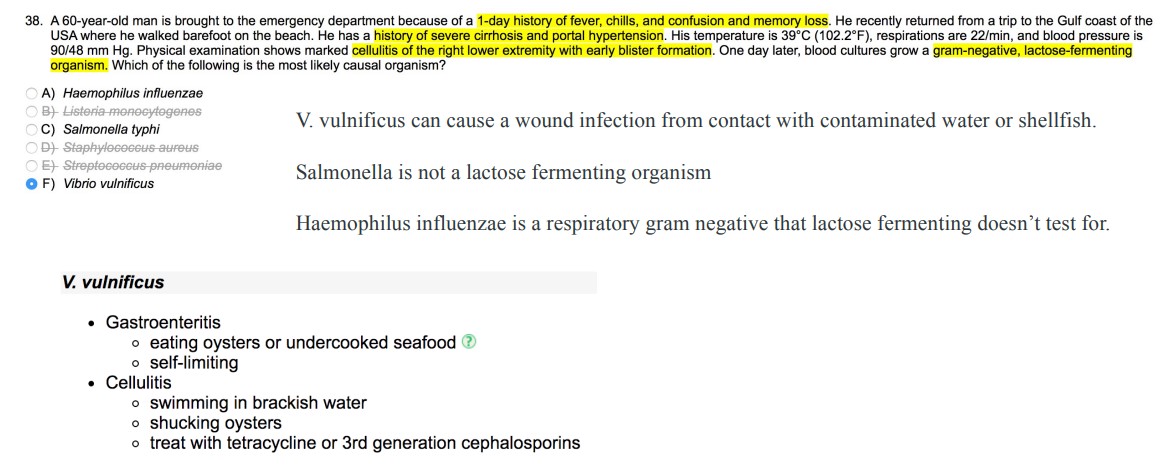 38. A 60-year-old man is brought to the emergency department because of a 1-day history of fever, chills, and confusion and memory loss. He recently returned from a trip to the Gulf coast of the
USA where he walked barefoot on the beach. He has a history of severe cirrhosis and portal hypertension. His temperature is 39°C (102.2°F), respirations are 22/min, and blood pressure is
90/48 mm Hg. Physical examination shows marked cellulitis of the right lower extremity with early blister formation. One day later, blood cultures grow a gram-negative, lactose-fermenting
organism. Which of the following is the most likely causal organism?
A) Haemophilus influenzae
B) Listeria monocytogenes
C) Salmonella typhi
D) Staphylococcus aureus
E) Streptococcus pneumoniae
F) Vibrio vulnificus
V. vulnificus can cause a wound infection from contact with contaminated water or shellfish.
Salmonella is not a lactose fermenting organism
Haemophilus influenzae is a respiratory gram negative that lactose fermenting doesn't test for.
V. vulnificus
• Gastroenteritis
o eating oysters or undercooked seafood ?
o self-limiting
• Cellulitis
o swimming in brackish water
o shucking oysters
o treat with tetracycline or 3rd generation cephalosporins